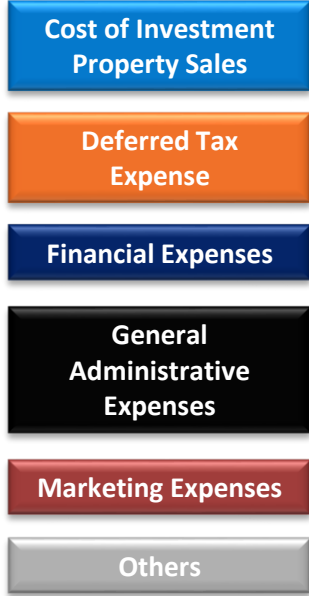 Cost of Investment
Property Sales
Deferred Tax
Expense
Financial Expenses
General
Administrative
Expenses
Marketing Expenses
Others